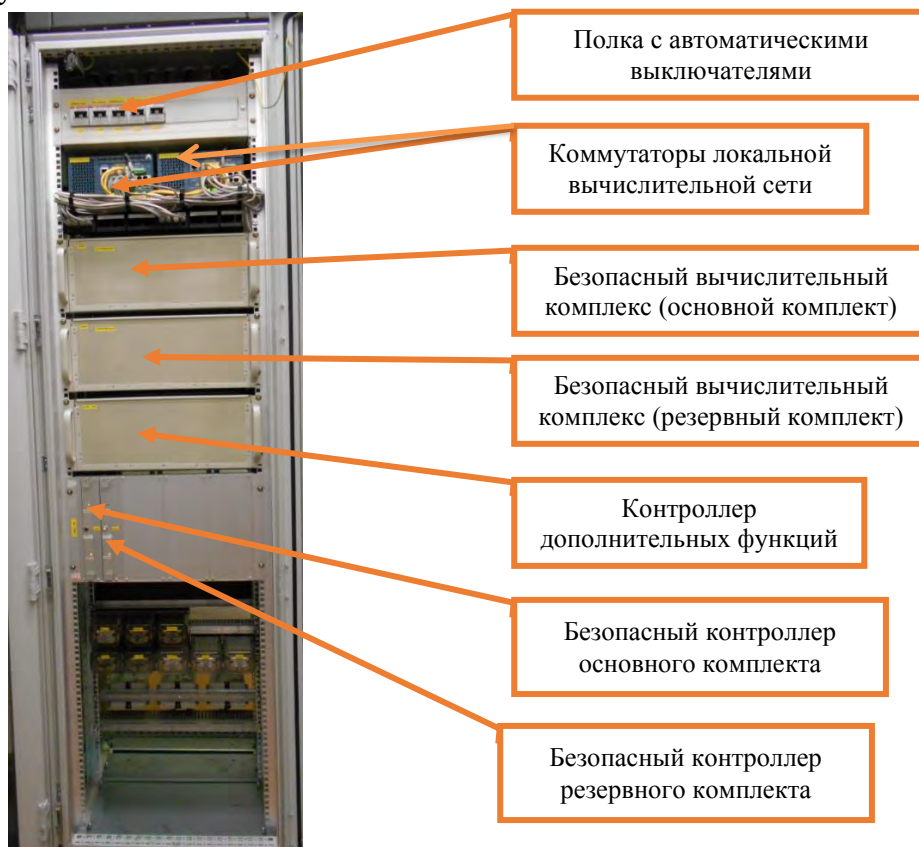 Полка с автоматическими
выключателями
Коммутаторы локальной
вычислительной сети
Безопасный вычислительный
комплекс (основной комплект)
Безопасный вычислительный
комплекс (резервный комплект)
Контроллер
дополнительных функций
Безопасный контроллер
основного комплекта
Безопасный контроллер
резервного комплекта